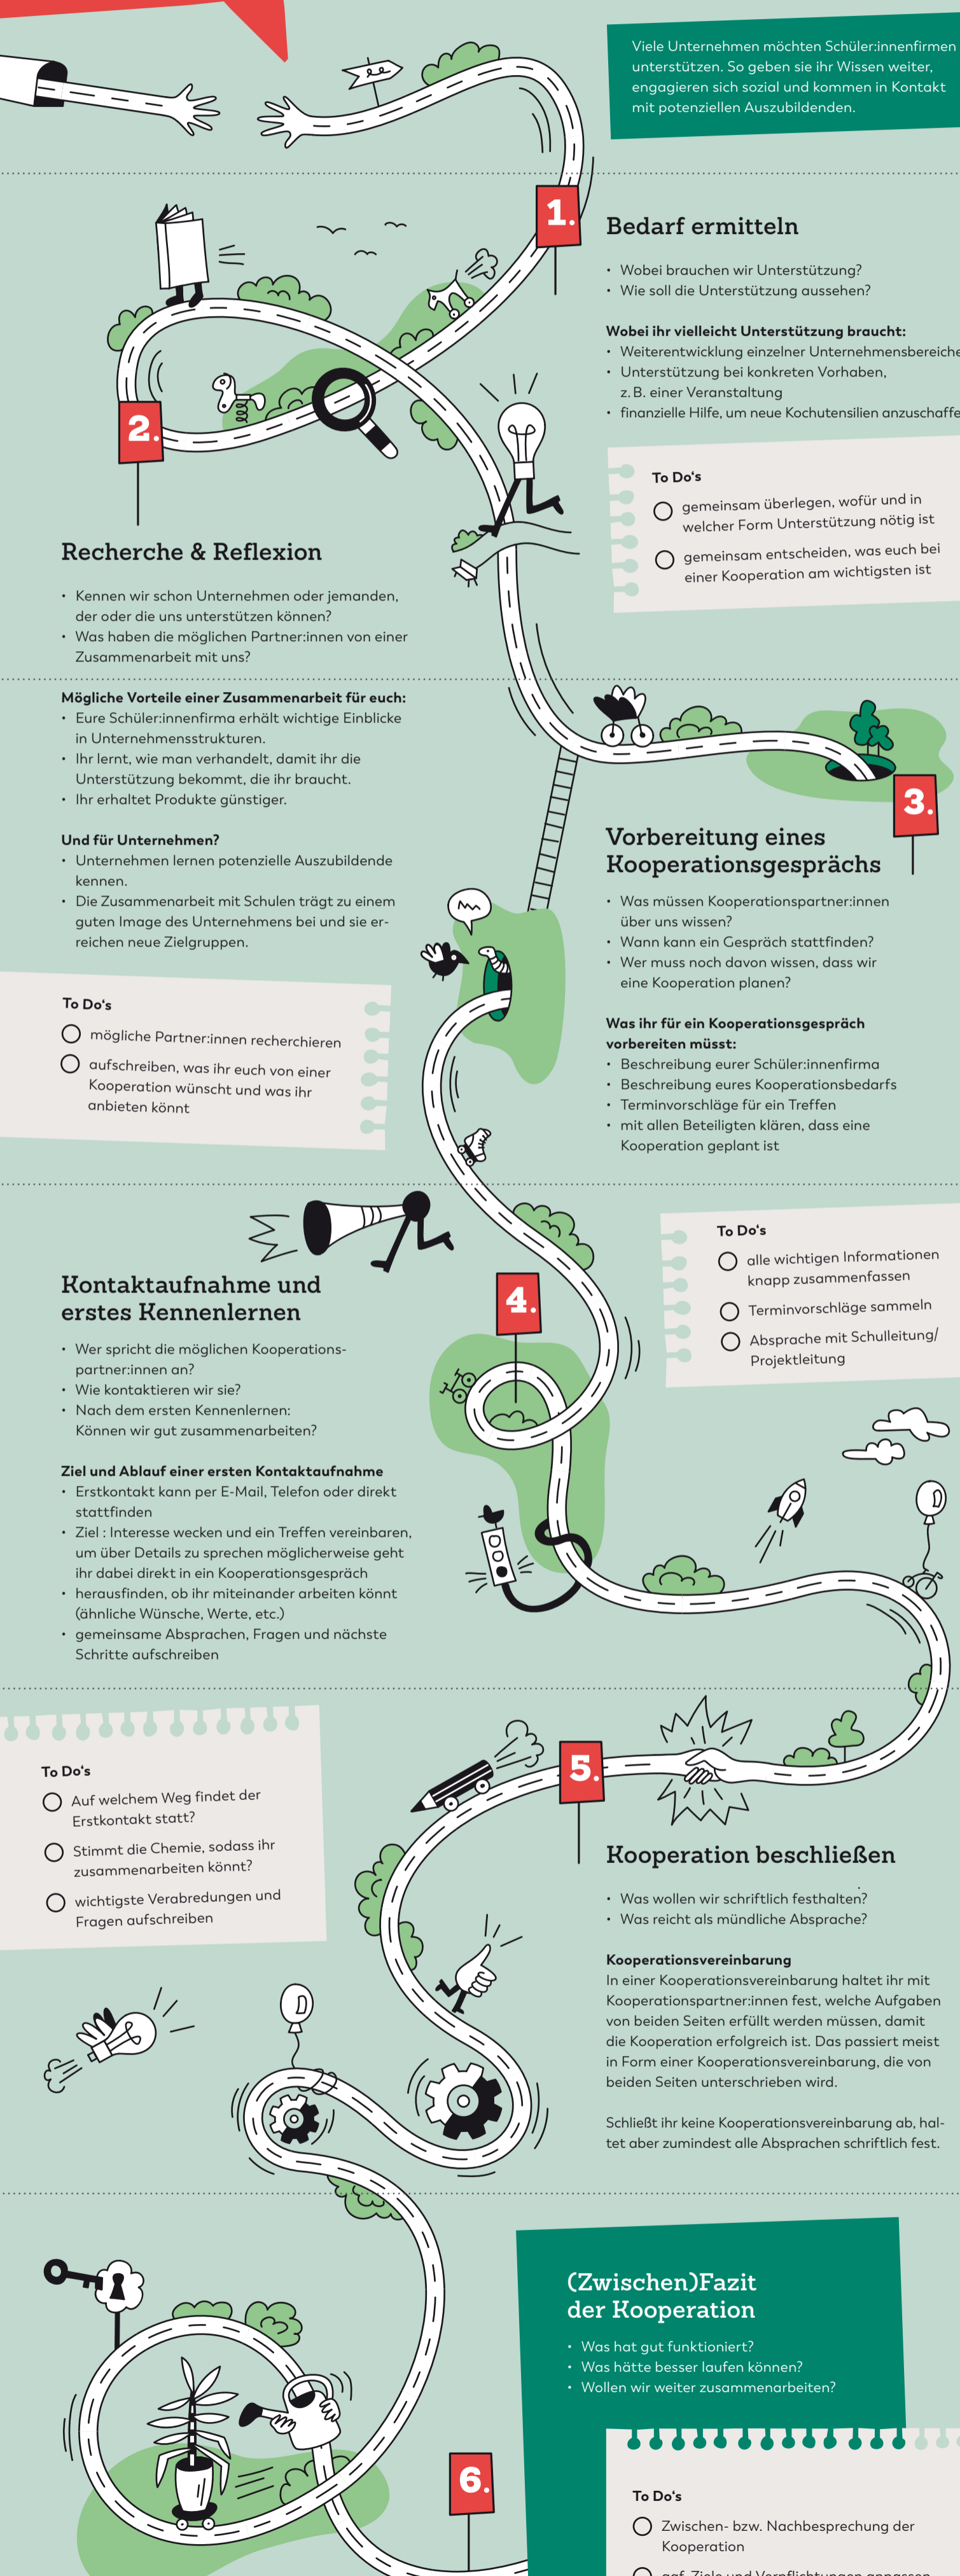 Viele Unternehmen möchten Schüler:innenfirmen
unterstützen. So geben sie ihr Wissen weiter,
engagieren sich sozial und kommen in Kontakt
mit potenziellen Auszubildenden.
1.
Bedarf ermitteln
• Wobei brauchen wir Unterstützung?
• Wie soll die Unterstützung aussehen?
Wobei ihr vielleicht Unterstützung braucht:
• Weiterentwicklung einzelner Unternehmensbereiche
• Unterstützung bei konkreten Vorhaben,
z. B. einer Veranstaltung
• finanzielle Hilfe, um neue Kochutensilien anzuschaffe
To Do‘s
gemeinsam überlegen, wofür und in
welcher Form Unterstützung nötig ist
gemeinsam entscheiden, was euch bei
einer Kooperation am wichtigsten ist
2.
Recherche & Reflexion
• Kennen wir schon Unternehmen oder jemanden,
der oder die uns unterstützen können?
• Was haben die möglichen Partner:innen von einer
Zusammenarbeit mit uns?
Mögliche Vorteile einer Zusammenarbeit für euch:
• Eure Schüler:innenfirma erhält wichtige Einblicke
in Unternehmensstrukturen.
• Ihr lernt, wie man verhandelt, damit ihr die
Unterstützung bekommt, die ihr braucht.
• Ihr erhaltet Produkte günstiger.
Und für Unternehmen?
• Unternehmen lernen potenzielle Auszubildende
kennen.
• Die Zusammenarbeit mit Schulen trägt zu einem
guten Image des Unternehmens bei und sie er-
reichen neue Zielgruppen.
To Do‘s
mögliche Partner:innen recherchieren
aufschreiben, was ihr euch von einer
Kooperation wünscht und was ihr
anbieten könnt
3.
Vorbereitung eines
Kooperationsgesprächs
• Was müssen Kooperationspartner:innen
über uns wissen?
• Wann kann ein Gespräch stattfinden?
• Wer muss noch davon wissen, dass wir
eine Kooperation planen?
Was ihr für ein Kooperationsgespräch
vorbereiten müsst:
• Beschreibung eurer Schüler:innenfirma
• Beschreibung eures Kooperationsbedarfs
• Terminvorschläge für ein Treffen
• mit allen Beteiligten klären, dass eine
Kooperation geplant ist
To Do‘s
alle wichtigen Informationen
knapp zusammenfassen
Terminvorschläge sammeln
Absprache mit Schulleitung/
Projektleitung
4.
Kontaktaufnahme und
erstes Kennenlernen
• Wer spricht die möglichen Kooperations-
partner:innen an?
• Wie kontaktieren wir sie?
• Nach dem ersten Kennenlernen:
Können wir gut zusammenarbeiten?
Ziel und Ablauf einer ersten Kontaktaufnahme
• Erstkontakt kann per E-Mail, Telefon oder direkt
stattfinden
• Ziel : Interesse wecken und ein Treffen vereinbaren,
um über Details zu sprechen möglicherweise geht
ihr dabei direkt in ein Kooperationsgespräch
• herausfinden, ob ihr miteinander arbeiten könnt
(ähnliche Wünsche, Werte, etc.)
• gemeinsame Absprachen, Fragen und nächste
Schritte aufschreiben
To Do‘s
Auf welchem Weg findet der
Erstkontakt statt?
Stimmt die Chemie, sodass ihr
zusammenarbeiten könnt?
wichtigste Verabredungen und
Fragen aufschreiben
5.
Kooperation beschließen
• Was wollen wir schriftlich festhalten?
• Was reicht als mündliche Absprache?
Kooperationsvereinbarung
In einer Kooperationsvereinbarung haltet ihr mit
Kooperationspartner:innen fest, welche Aufgaben
von beiden Seiten erfüllt werden müssen, damit
die Kooperation erfolgreich ist. Das passiert meist
in Form einer Kooperationsvereinbarung, die von
beiden Seiten unterschrieben wird.
Schließt ihr keine Kooperationsvereinbarung ab, hal-
tet aber zumindest alle Absprachen schriftlich fest.
6.
(Zwischen)Fazit
der Kooperation
• Was hat gut funktioniert?
• Was hätte besser laufen können?
• Wollen wir weiter zusammenarbeiten?
To Do‘s
Zwischen- bzw. Nachbesprechung der
Kooperation
ggf. Ziele und Verpflichtungen anpassen